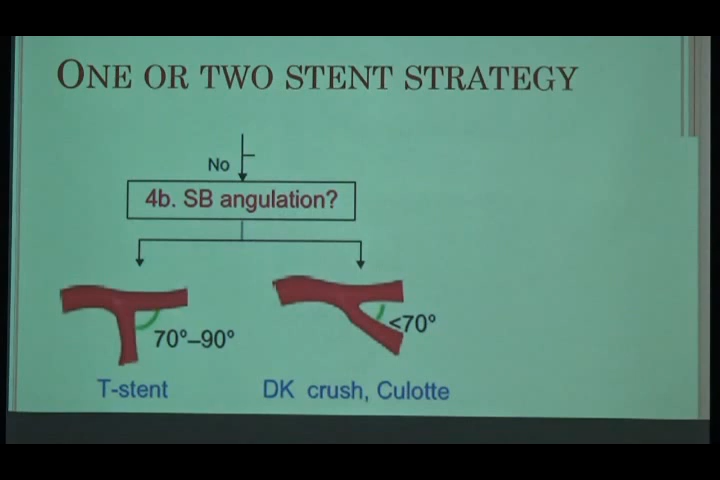 ONE OR TWO STENT STRATEGY
No
4b. SB angulation?
70°–90°
<70°
T-stent
DK crush, Culotte